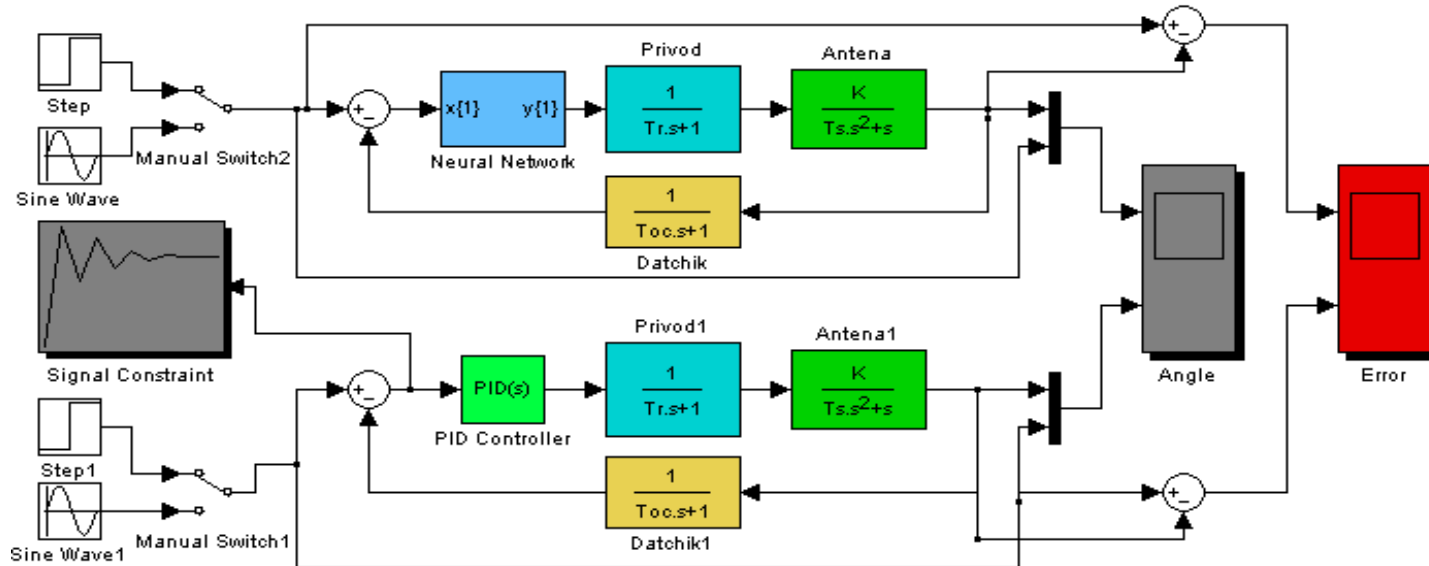 Step
Sine Wave
Manual Switch2
+
−
x{1} y{1}
Neural Network
Privod
1
Tr.s+1
Antena
K
Ts.s²+s
+
−
1
Toc.s+1
Datchik
Signal Constraint
Angle
Error
Step1
Sine Wave1
Manual Switch1
+
−
PID(s)
PID Controller
Privod1
1
Tr.s+1
Antena1
K
Ts.s²+s
1
Toc.s+1
Datchik1
+
−